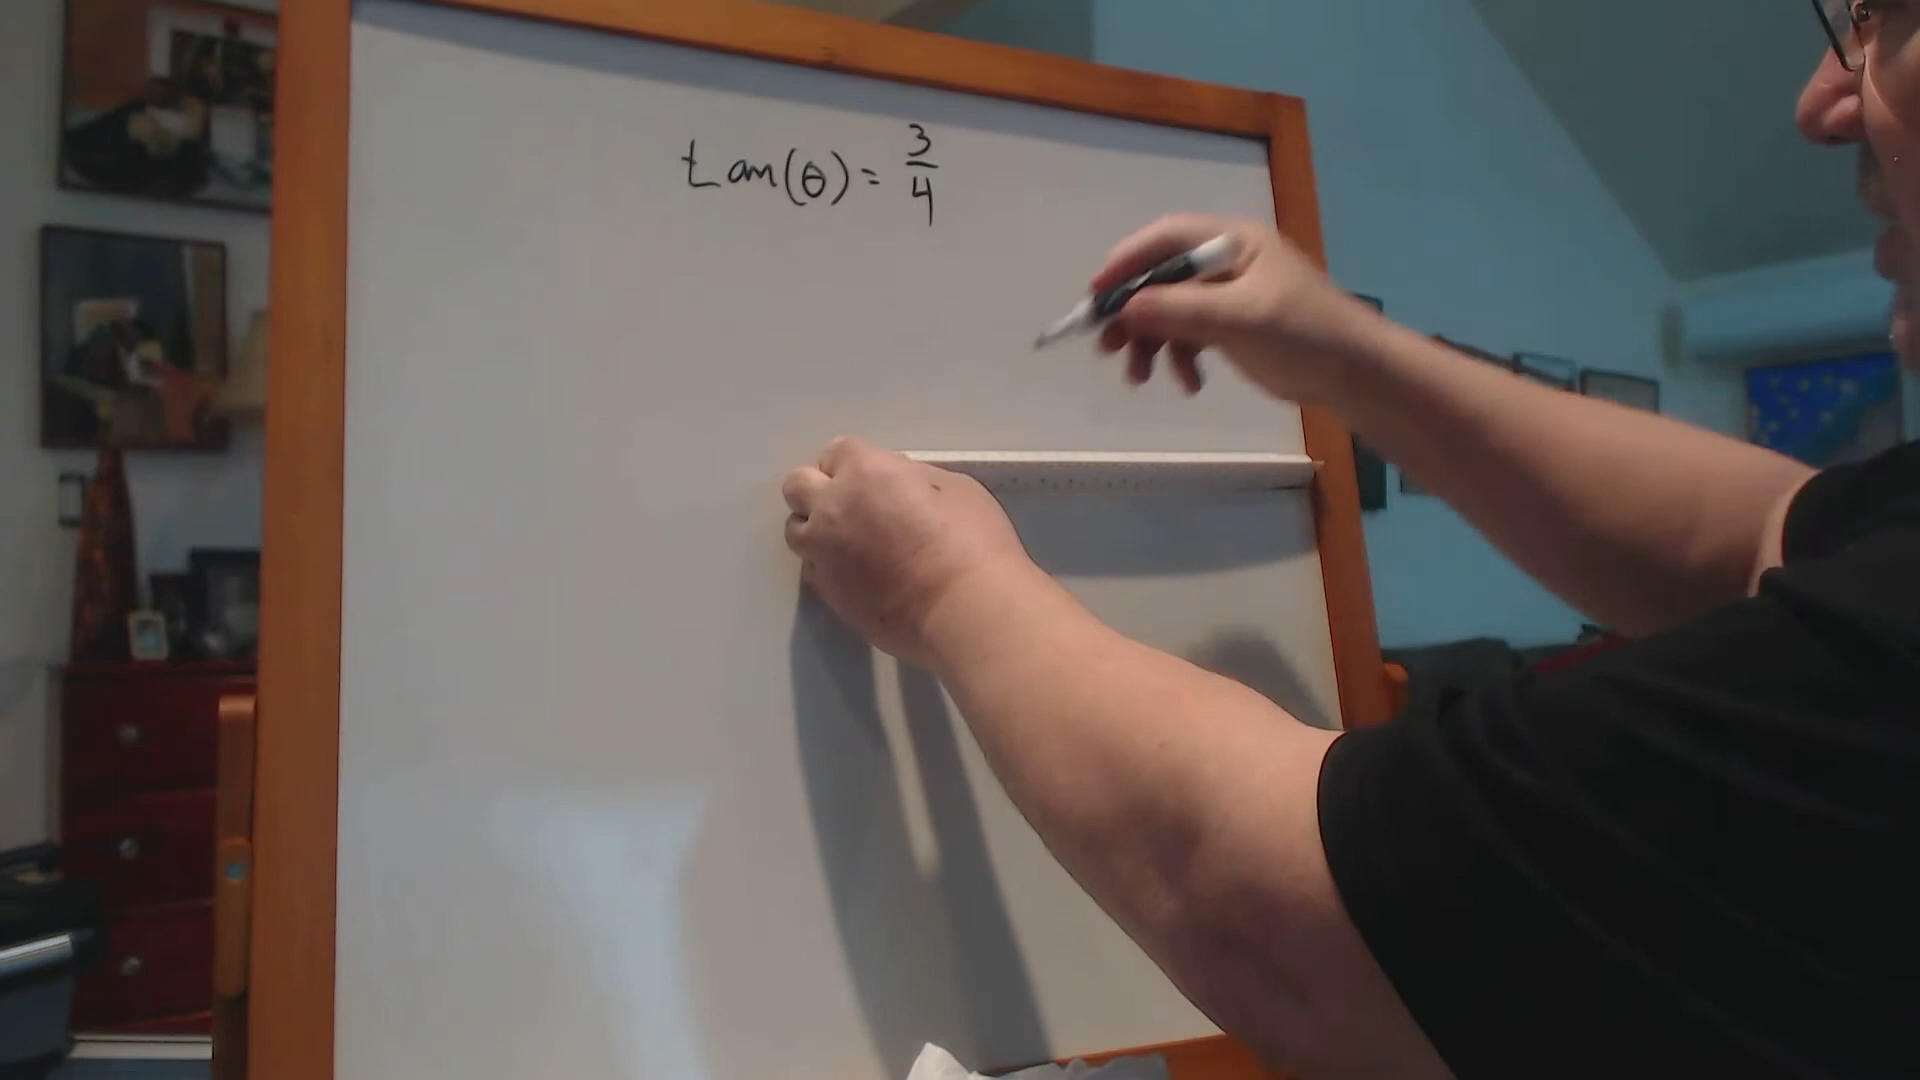 tan(θ) = 3/4